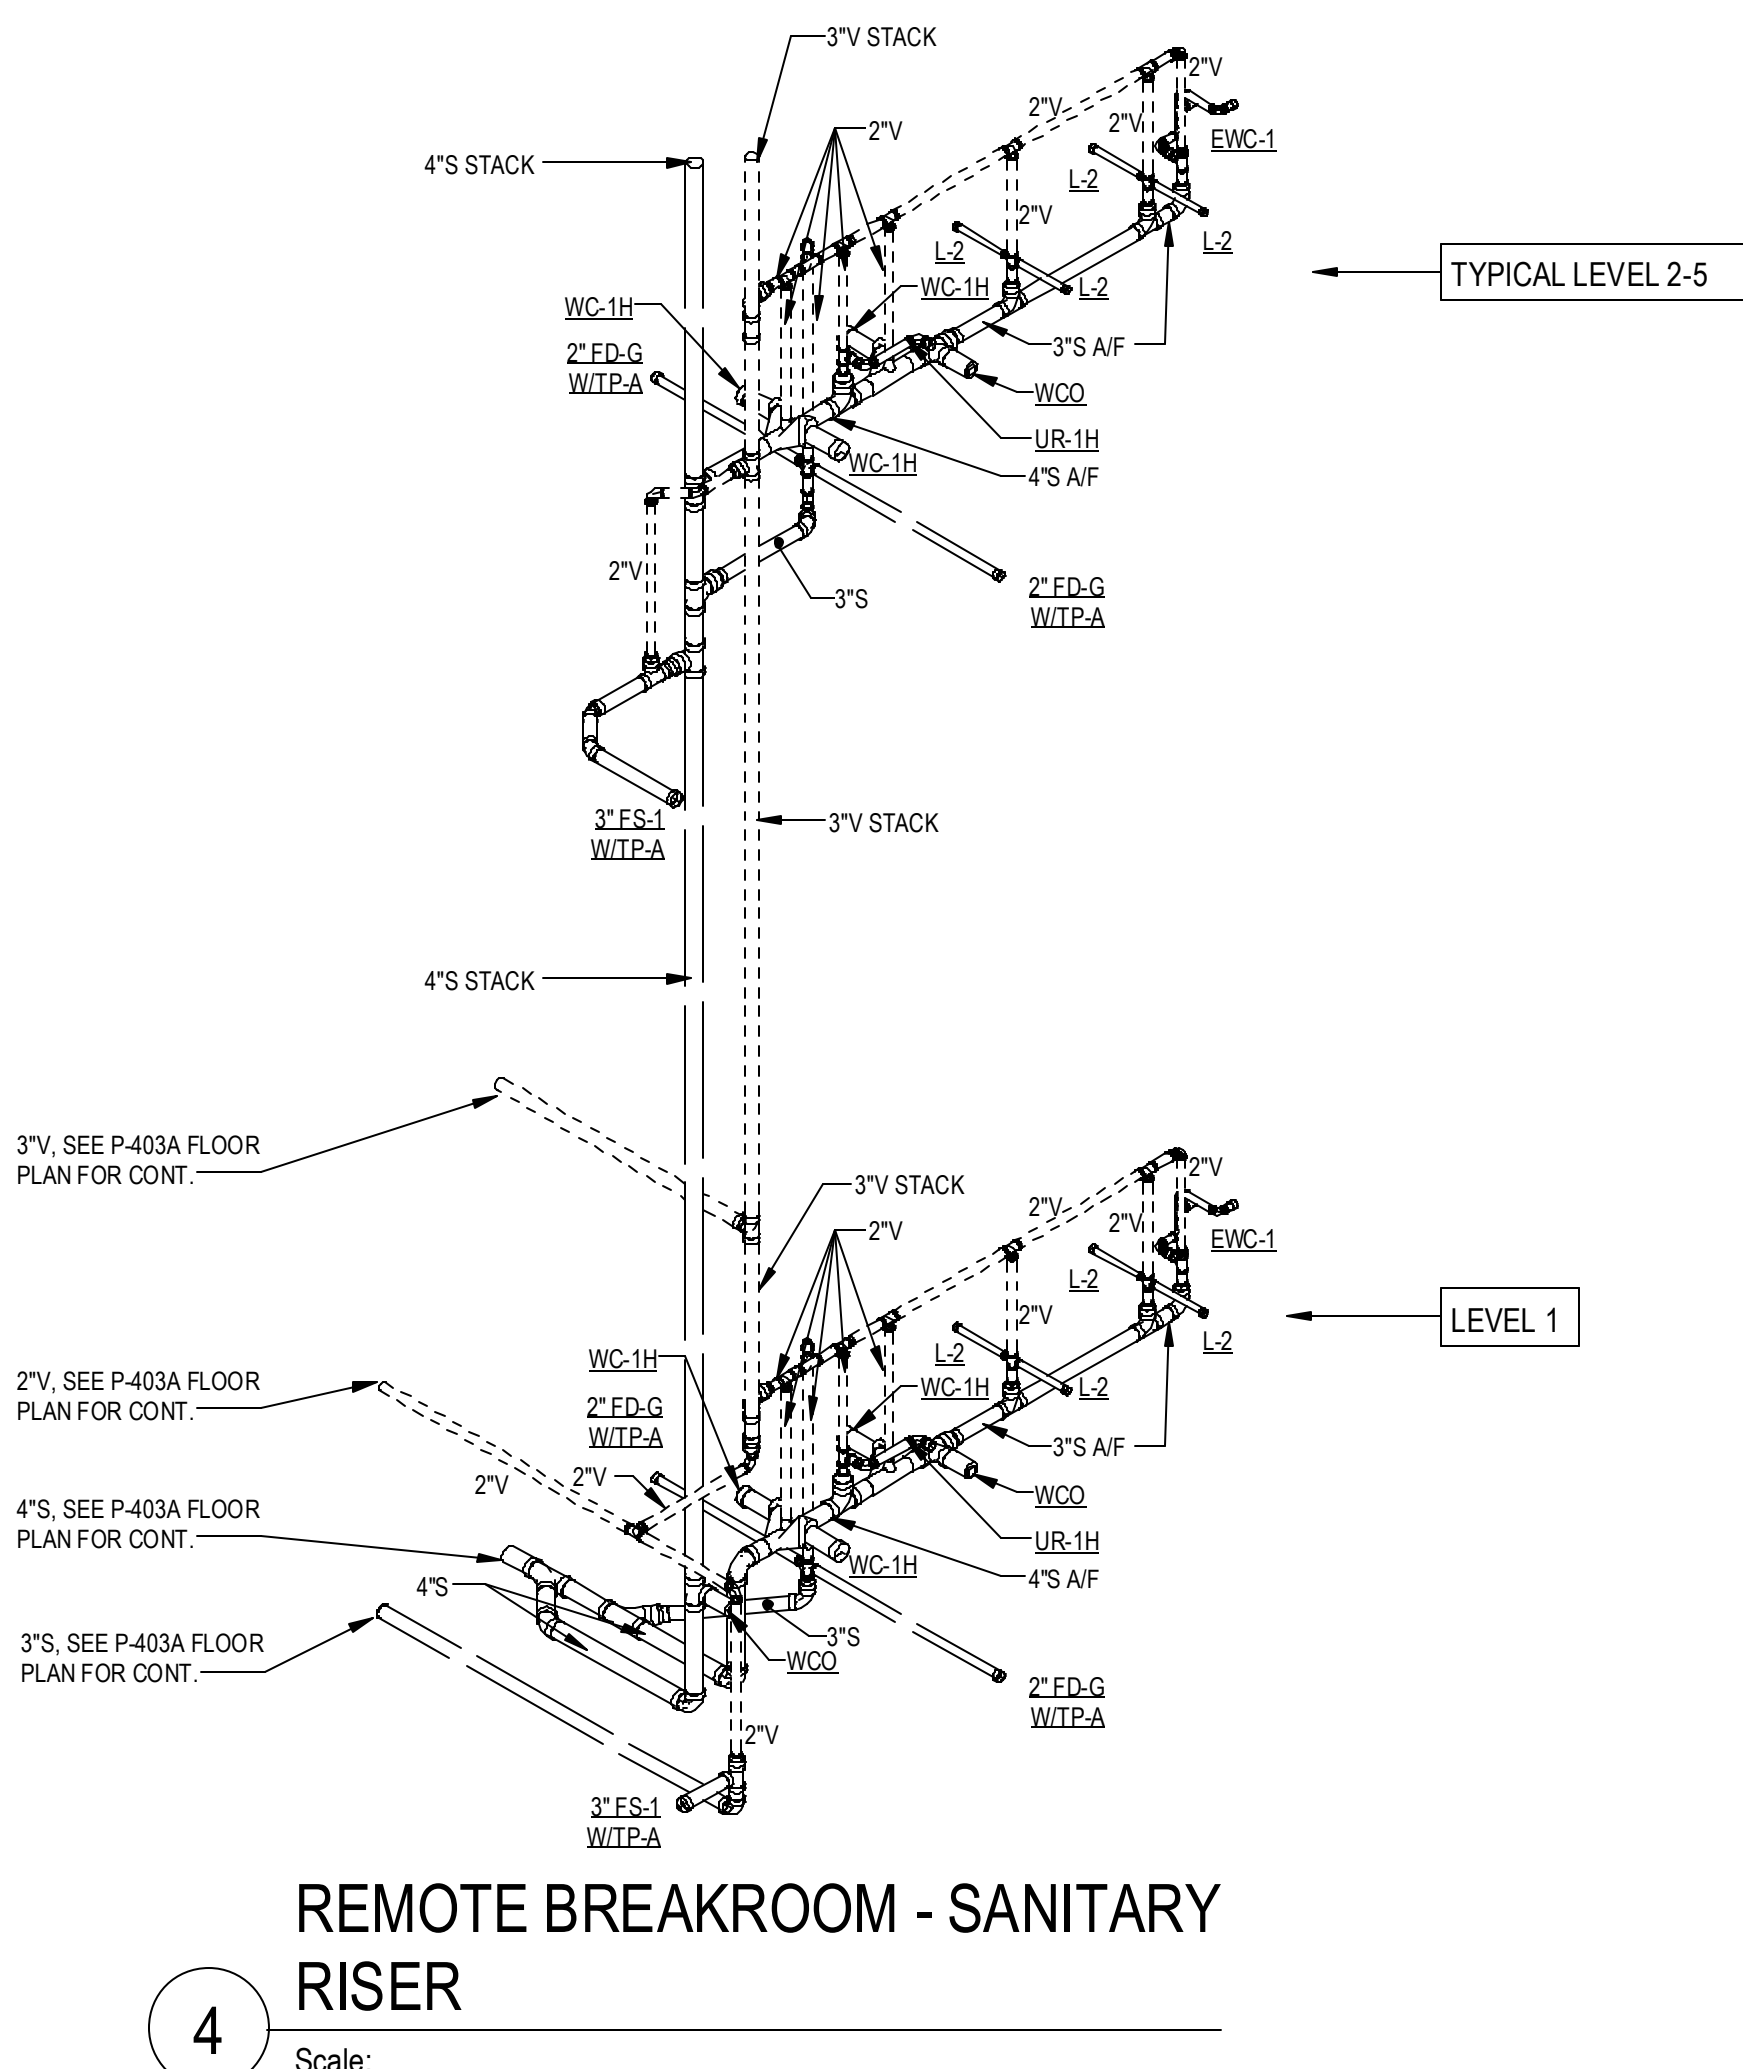 3"V STACK
2"V
2"V
2"V
2"V
EWC-1
4"S STACK
L-2
2"V
L-2
L-2
L-2
TYPICAL LEVEL 2-5
WC-1H
WC-1H
2" FD-G
W/TP-A
3"S A/F
WCO
UR-1H
WC-1H
4"S A/F
2"V
3"S
2" FD-G
W/TP-A
3" FS-1
W/TP-A
3"V STACK
4"S STACK
3"V, SEE P-403A FLOOR
PLAN FOR CONT.
3"V STACK
2"V
2"V
2"V
2"V
EWC-1
L-2
2"V
L-2
L-2
L-2
LEVEL 1
WC-1H
WC-1H
2"V, SEE P-403A FLOOR
PLAN FOR CONT.
2" FD-G
W/TP-A
3"S A/F
2"V
2"V
WCO
4"S, SEE P-403A FLOOR
PLAN FOR CONT.
UR-1H
WC-1H
4"S A/F
4"S
3"S, SEE P-403A FLOOR
PLAN FOR CONT.
3"S
WCO
2" FD-G
W/TP-A
2"V
3" FS-1
W/TP-A
REMOTE BREAKROOM - SANITARY
RISER
4
Scale: